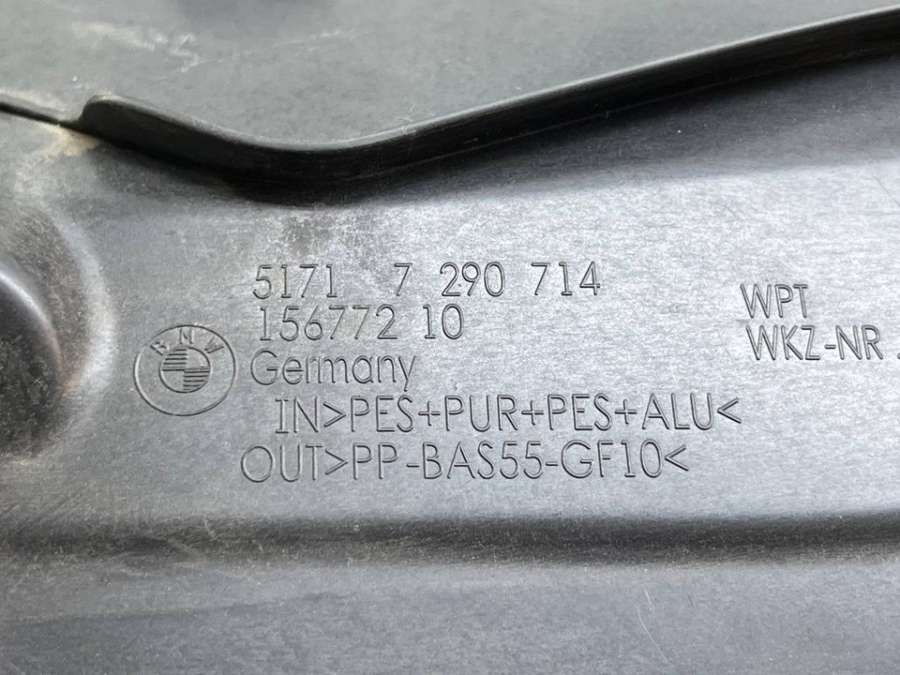 5171 7 290 714
156772 10
BMW
Germany
IN>PES+PUR+PES+ALU<
OUT>PP-BAS55-GF10<
WPT
WKZ-NR